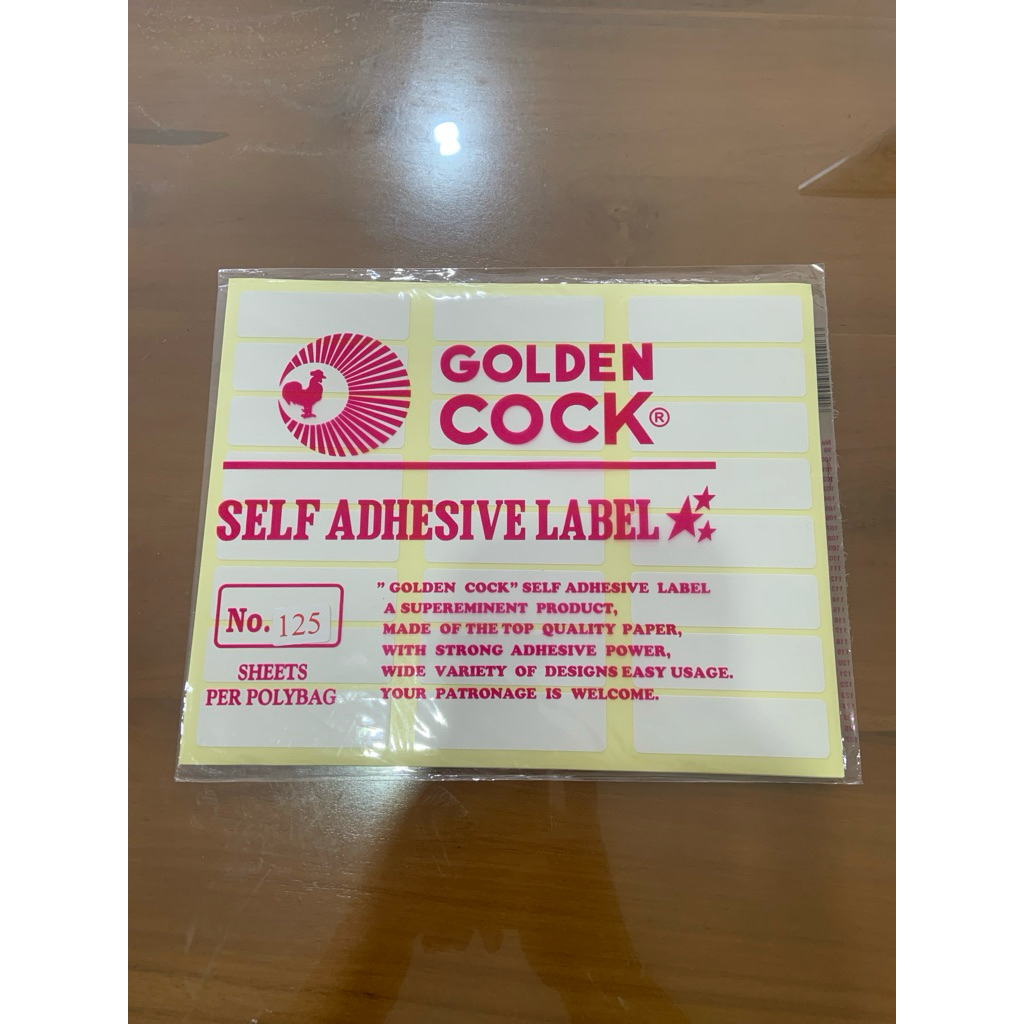 GOLDEN
COCK®
SELF ADHESIVE LABEL
No. 125
SHEETS
PER POLYBAG
" GOLDEN COCK" SELF ADHESIVE LABEL
A SUPEREMINENT PRODUCT,
MADE OF THE TOP QUALITY PAPER,
WITH STRONG ADHESIVE POWER,
WIDE VARIETY OF DESIGNS EASY USAGE.
YOUR PATRONAGE IS WELCOME.